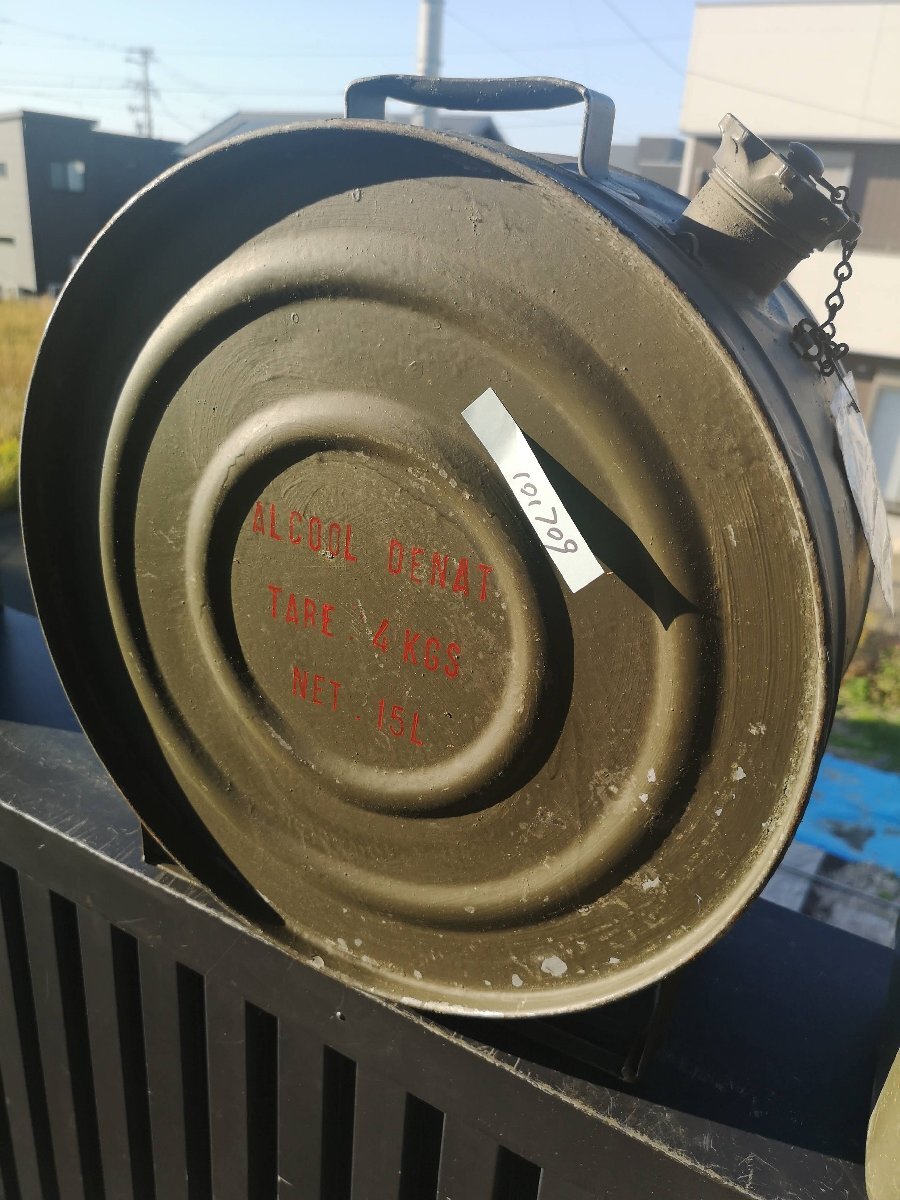 ALCOOL DENAT
TARE . 4 KGS
NET . 15L
101709